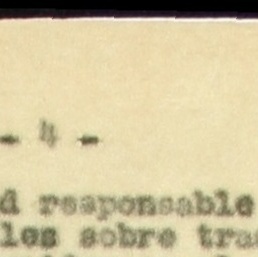 - 4 -
d responsable
les sobre tra